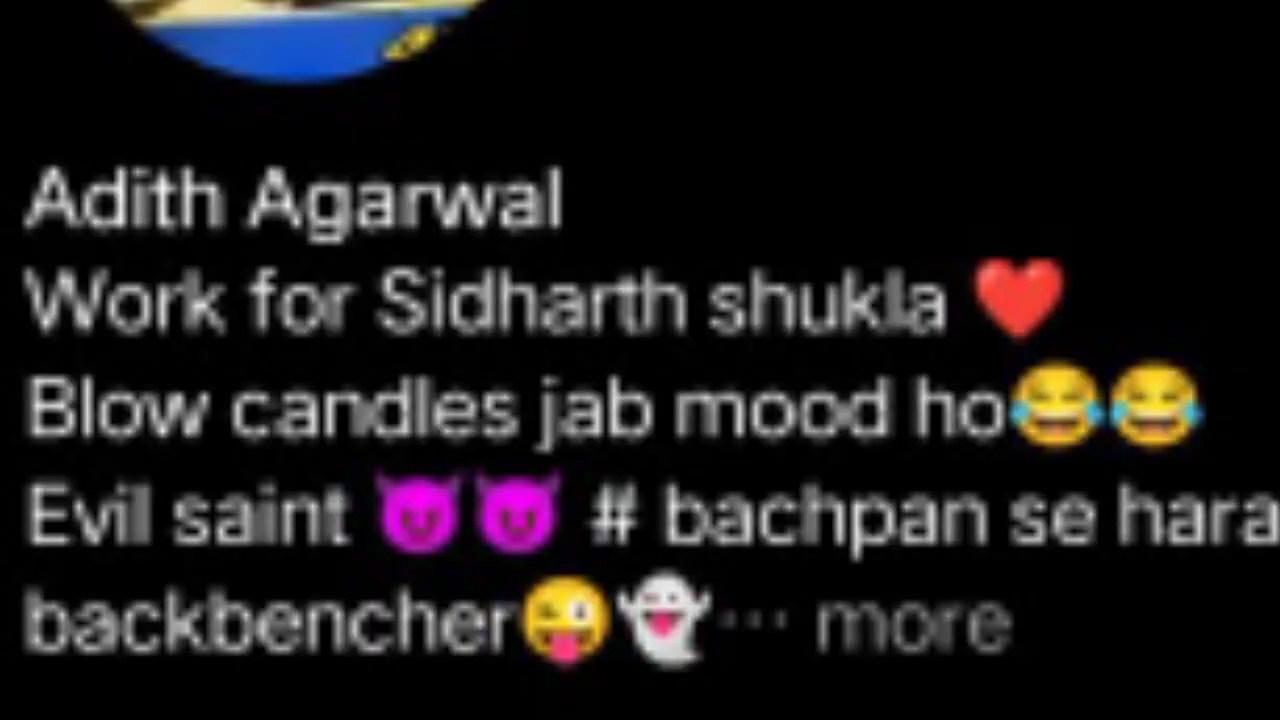 Adith Agarwal
Work for Sidharth shukla ❤️
Blow candles jab mood ho😂😂
Evil saint 😈😈 # bachpan se hara
backbencher😜👻··· more